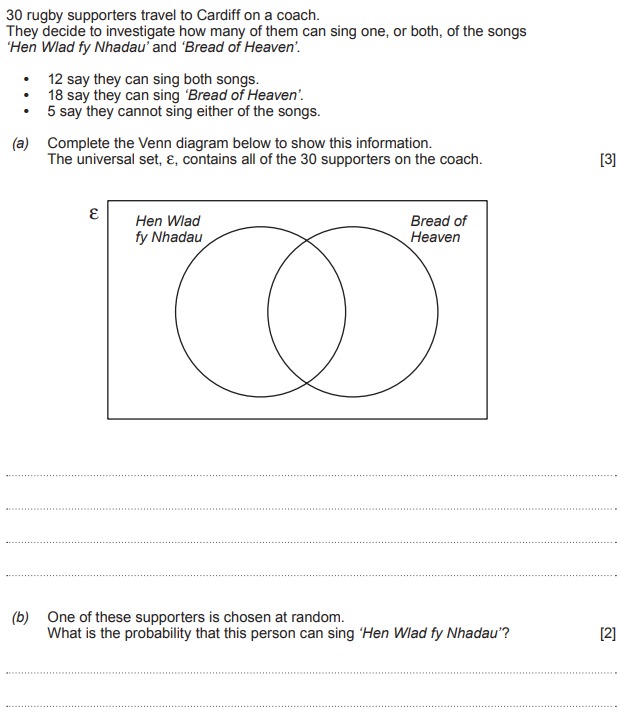 30 rugby supporters travel to Cardiff on a coach.
They decide to investigate how many of them can sing one, or both, of the songs
'Hen Wlad fy Nhadau' and 'Bread of Heaven'.
• 12 say they can sing both songs.
• 18 say they can sing 'Bread of Heaven'.
• 5 say they cannot sing either of the songs.
(a) Complete the Venn diagram below to show this information.
The universal set, ε, contains all of the 30 supporters on the coach. [3]
ε
Hen Wlad
fy Nhadau
Bread of
Heaven
(b) One of these supporters is chosen at random.
What is the probability that this person can sing 'Hen Wlad fy Nhadau'? [2]